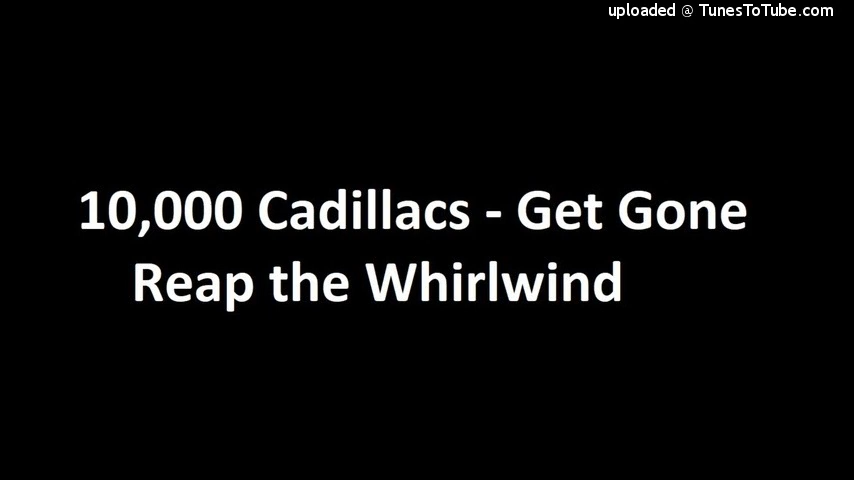 uploaded @ TunesToTube.com
10,000 Cadillacs - Get Gone
Reap the Whirlwind